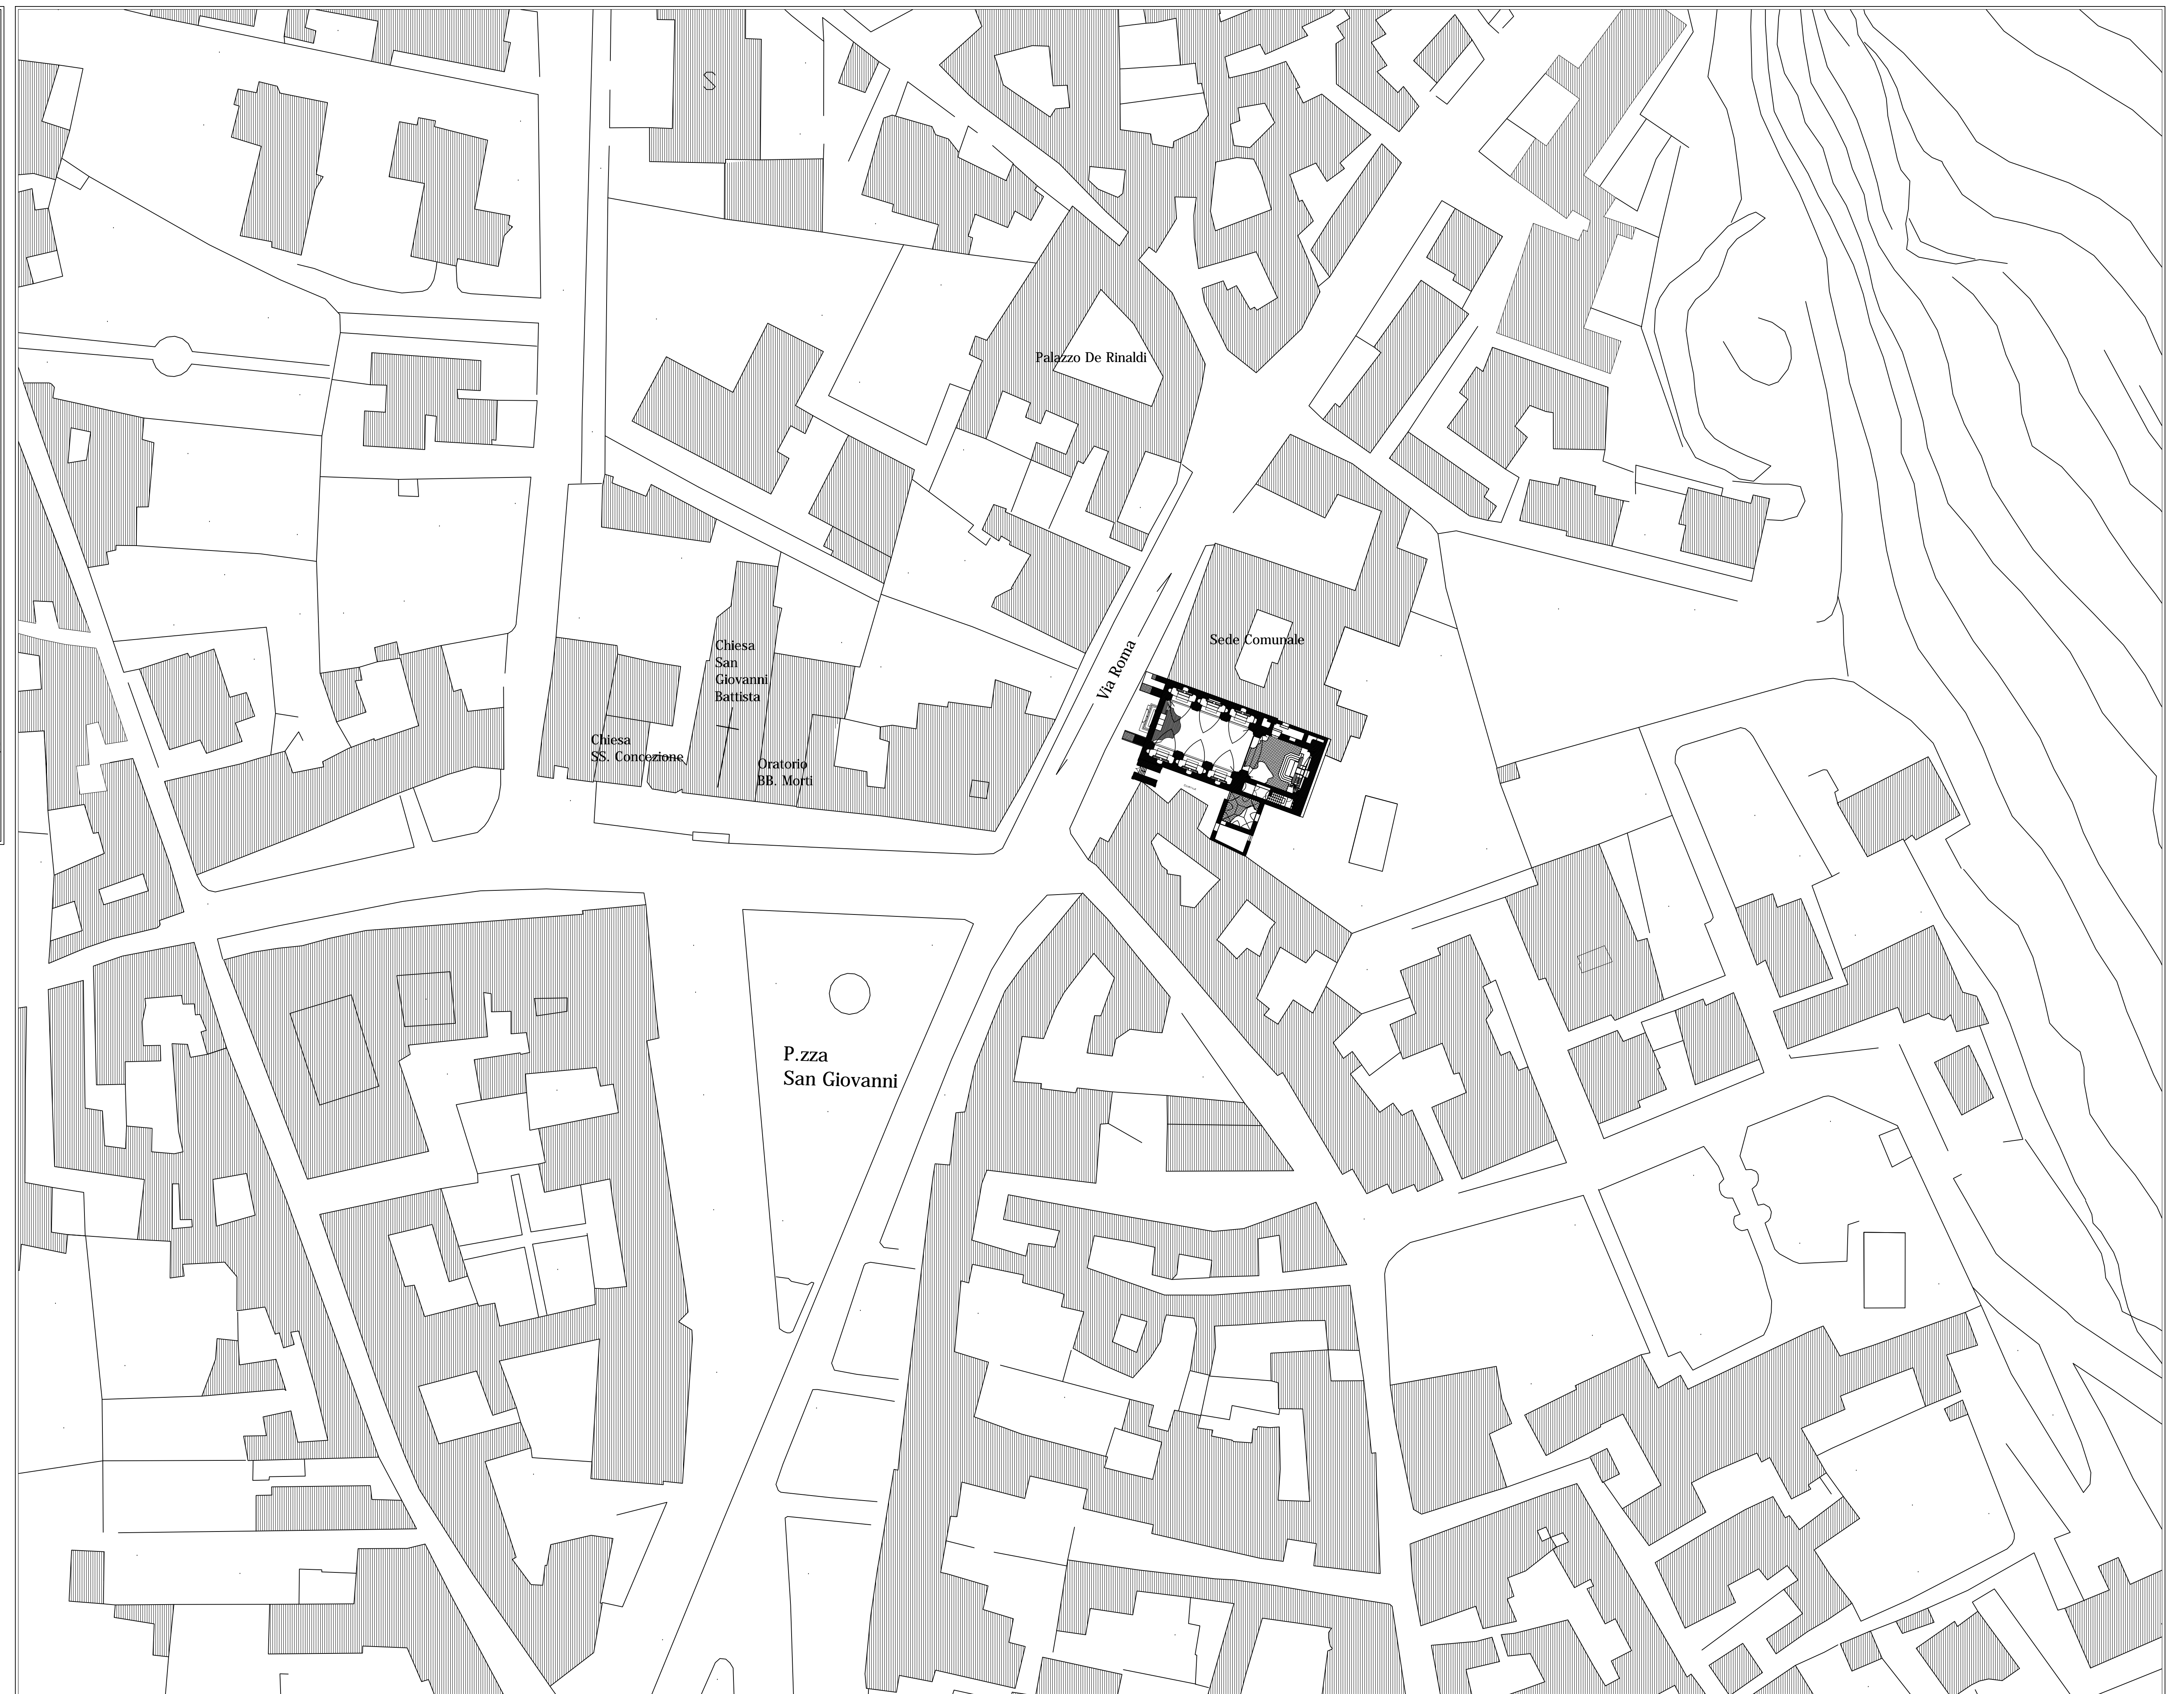 Palazzo De Rinaldi
Sede Comunale
Via Roma
Chiesa
San
Giovanni
Battista
Chiesa
SS. Concezione
Oratorio
BB. Morti
P.zza
San Giovanni